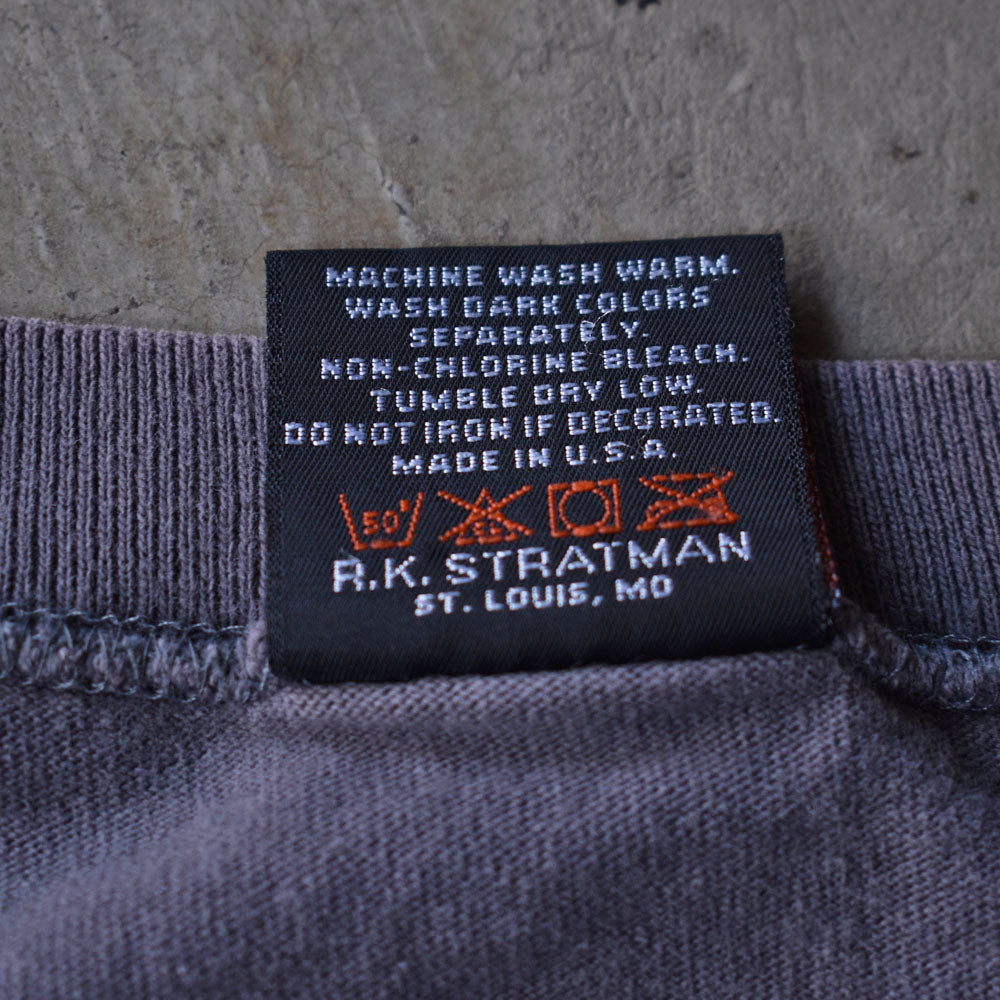 MACHINE WASH WARM.
WASH DARK COLORS
SEPARATELY.
NON-CHLORINE BLEACH.
TUMBLE DRY LOW.
DO NOT IRON IF DECORATED.
MADE IN U.S.A.
50° CL
R.K. STRATMAN
ST. LOUIS, MO